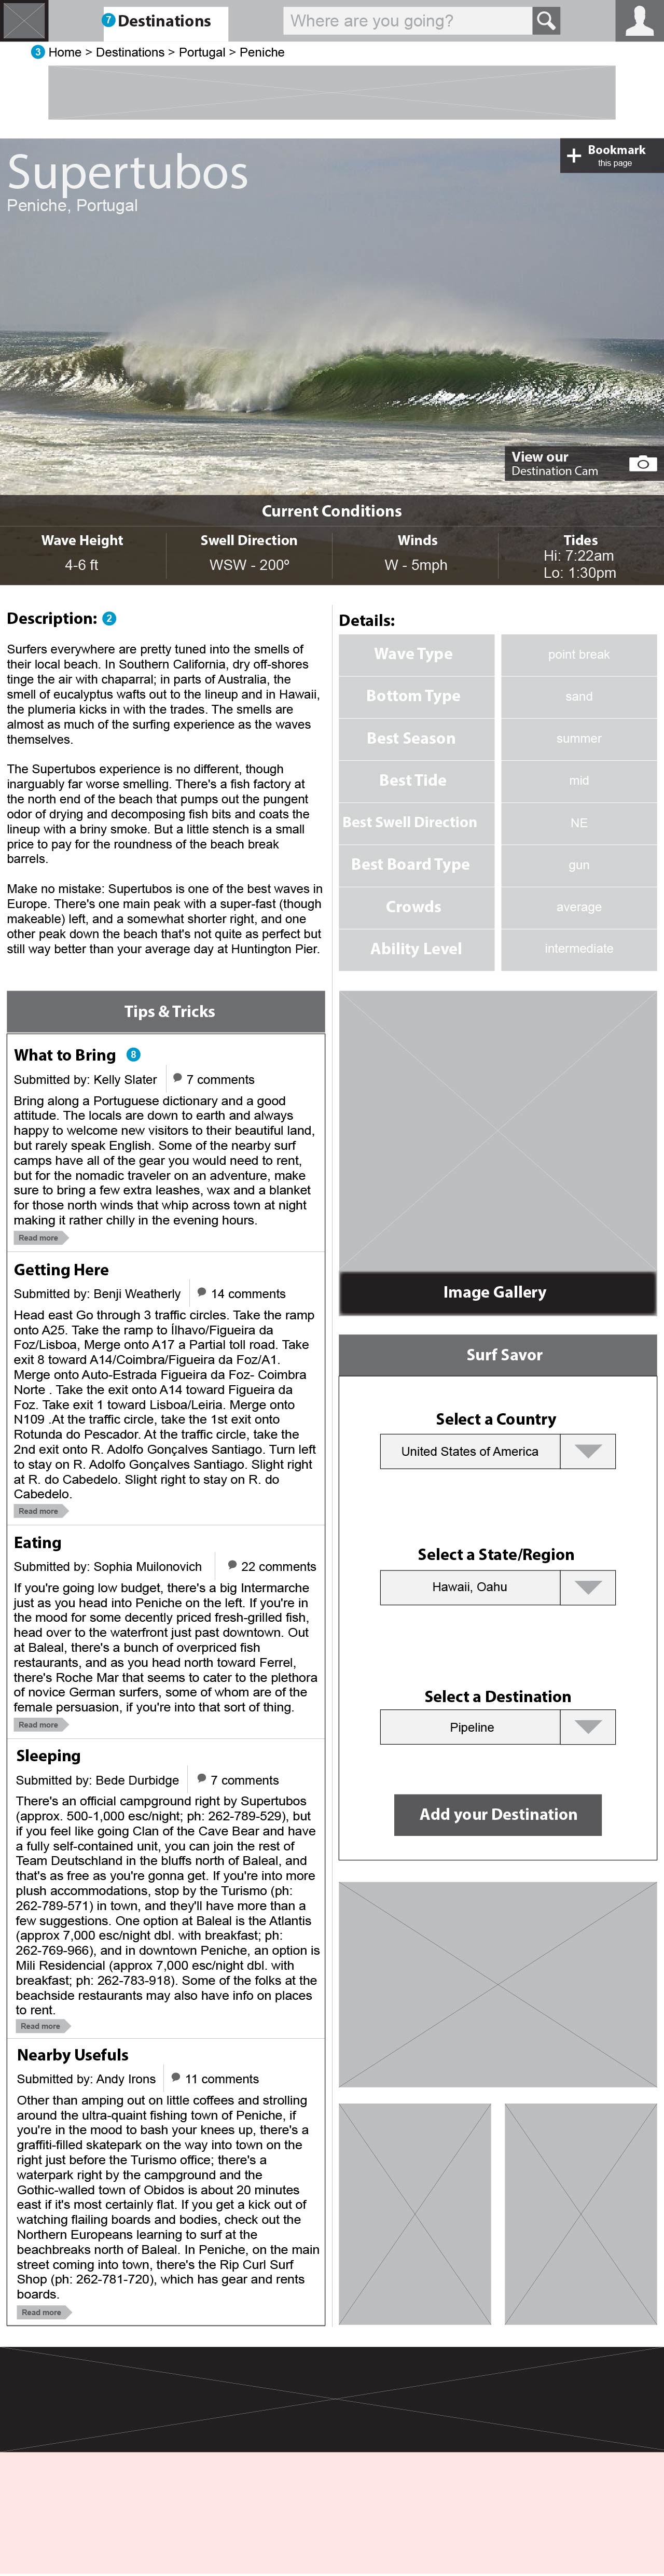 7 Destinations
Where are you going?
3 Home > Destinations > Portugal > Peniche
Supertubos
Peniche, Portugal
Bookmark
this page
View our
Destination Cam
Current Conditions
Wave Height
4-6 ft
Swell Direction
WSW - 200º
Winds
W - 5mph
Tides
Hi: 7:22am
Lo: 1:30pm
Description: 2
Surfers everywhere are pretty tuned into the smells of
their local beach. In Southern California, dry off-shores
tinge the air with chaparral; in parts of Australia, the
smell of eucalyptus wafts out to the lineup and in Hawaii,
the plumeria kicks in with the trades. The smells are
almost as much of the surfing experience as the waves
themselves.
The Supertubos experience is no different, though
inarguably far worse smelling. There's a fish factory at
the north end of the beach that pumps out the pungent
odor of drying and decomposing fish bits and coats the
lineup with a briny smoke. But a little stench is a small
price to pay for the roundness of the beach break
barrels.
Make no mistake: Supertubos is one of the best waves in
Europe. There's one main peak with a super-fast (though
makeable) left, and a somewhat shorter right, and one
other peak down the beach that's not quite as perfect but
still way better than your average day at Huntington Pier.
Details:
Wave Type point break
Bottom Type sand
Best Season summer
Best Tide mid
Best Swell Direction NE
Best Board Type gun
Crowds average
Ability Level intermediate
Tips & Tricks
What to Bring 8
Submitted by: Kelly Slater 7 comments
Bring along a Portuguese dictionary and a good
attitude. The locals are down to earth and always
happy to welcome new visitors to their beautiful land,
but rarely speak English. Some of the nearby surf
camps have all of the gear you would need to rent,
but for the nomadic traveler on an adventure, make
sure to bring a few extra leashes, wax and a blanket
for those north winds that whip across town at night
making it rather chilly in the evening hours.
Read more
Getting Here
Submitted by: Benji Weatherly 14 comments
Head east Go through 3 traffic circles. Take the ramp
onto A25. Take the ramp to Ílhavo/Figueira da
Foz/Lisboa, Merge onto A17 a Partial toll road. Take
exit 8 toward A14/Coimbra/Figueira da Foz/A1.
Merge onto Auto-Estrada Figueira da Foz- Coimbra
Norte . Take the exit onto A14 toward Figueira da
Foz. Take exit 1 toward Lisboa/Leiria. Merge onto
N109 .At the traffic circle, take the 1st exit onto
Rotunda do Pescador. At the traffic circle, take the
2nd exit onto R. Adolfo Gonçalves Santiago. Turn left
to stay on R. Adolfo Gonçalves Santiago. Slight right
at R. do Cabedelo. Slight right to stay on R. do
Cabedelo.
Read more
Eating
Submitted by: Sophia Muilonovich 22 comments
If you're going low budget, there's a big Intermarche
just as you head into Peniche on the left. If you're in
the mood for some decently priced fresh-grilled fish,
head over to the waterfront just past downtown. Out
at Baleal, there's a bunch of overpriced fish
restaurants, and as you head north toward Ferrel,
there's Roche Mar that seems to cater to the plethora
of novice German surfers, some of whom are of the
female persuasion, if you're into that sort of thing.
Read more
Sleeping
Submitted by: Bede Durbidge 7 comments
There's an official campground right by Supertubos
(approx. 500-1,000 esc/night; ph: 262-789-529), but
if you feel like going Clan of the Cave Bear and have
a fully self-contained unit, you can join the rest of
Team Deutschland in the bluffs north of Baleal, and
that's as free as you're gonna get. If you're into more
plush accommodations, stop by the Turismo (ph:
262-789-571) in town, and they'll have more than a
few suggestions. One option at Baleal is the Atlantis
(approx 7,000 esc/night dbl. with breakfast; ph:
262-769-966), and in downtown Peniche, an option is
Mili Residencial (approx 7,000 esc/night dbl. with
breakfast; ph: 262-783-918). Some of the folks at the
beachside restaurants may also have info on places
to rent.
Read more
Nearby Usefuls
Submitted by: Andy Irons 11 comments
Other than amping out on little coffees and strolling
around the ultra-quaint fishing town of Peniche, if
you're in the mood to bash your knees up, there's a
graffiti-filled skatepark on the way into town on the
right just before the Turismo office; there's a
waterpark right by the campground and the
Gothic-walled town of Obidos is about 20 minutes
east if it's most certainly flat. If you get a kick out of
watching flailing boards and bodies, check out the
Northern Europeans learning to surf at the
beachbreaks north of Baleal. In Peniche, on the main
street coming into town, there's the Rip Curl Surf
Shop (ph: 262-781-720), which has gear and rents
boards.
Read more
Image Gallery
Surf Savor
Select a Country
United States of America
Select a State/Region
Hawaii, Oahu
Select a Destination
Pipeline
Add your Destination